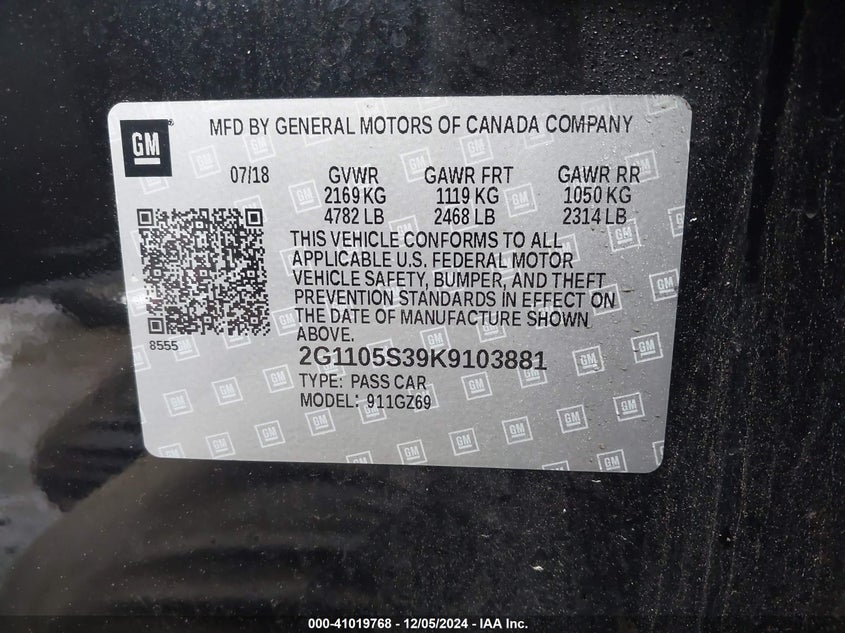 GM
MFD BY GENERAL MOTORS OF CANADA COMPANY
07/18 GVWR GAWR FRT GAWR RR
2169 KG 1119 KG 1050 KG
4782 LB 2468 LB 2314 LB
THIS VEHICLE CONFORMS TO ALL
APPLICABLE U.S. FEDERAL MOTOR
VEHICLE SAFETY, BUMPER, AND THEFT
PREVENTION STANDARDS IN EFFECT ON
THE DATE OF MANUFACTURE SHOWN
ABOVE.
8555
2G1105S39K9103881
TYPE: PASS CAR
MODEL: 911GZ69
000-41019768 - 12/05/2024 - IAA Inc.